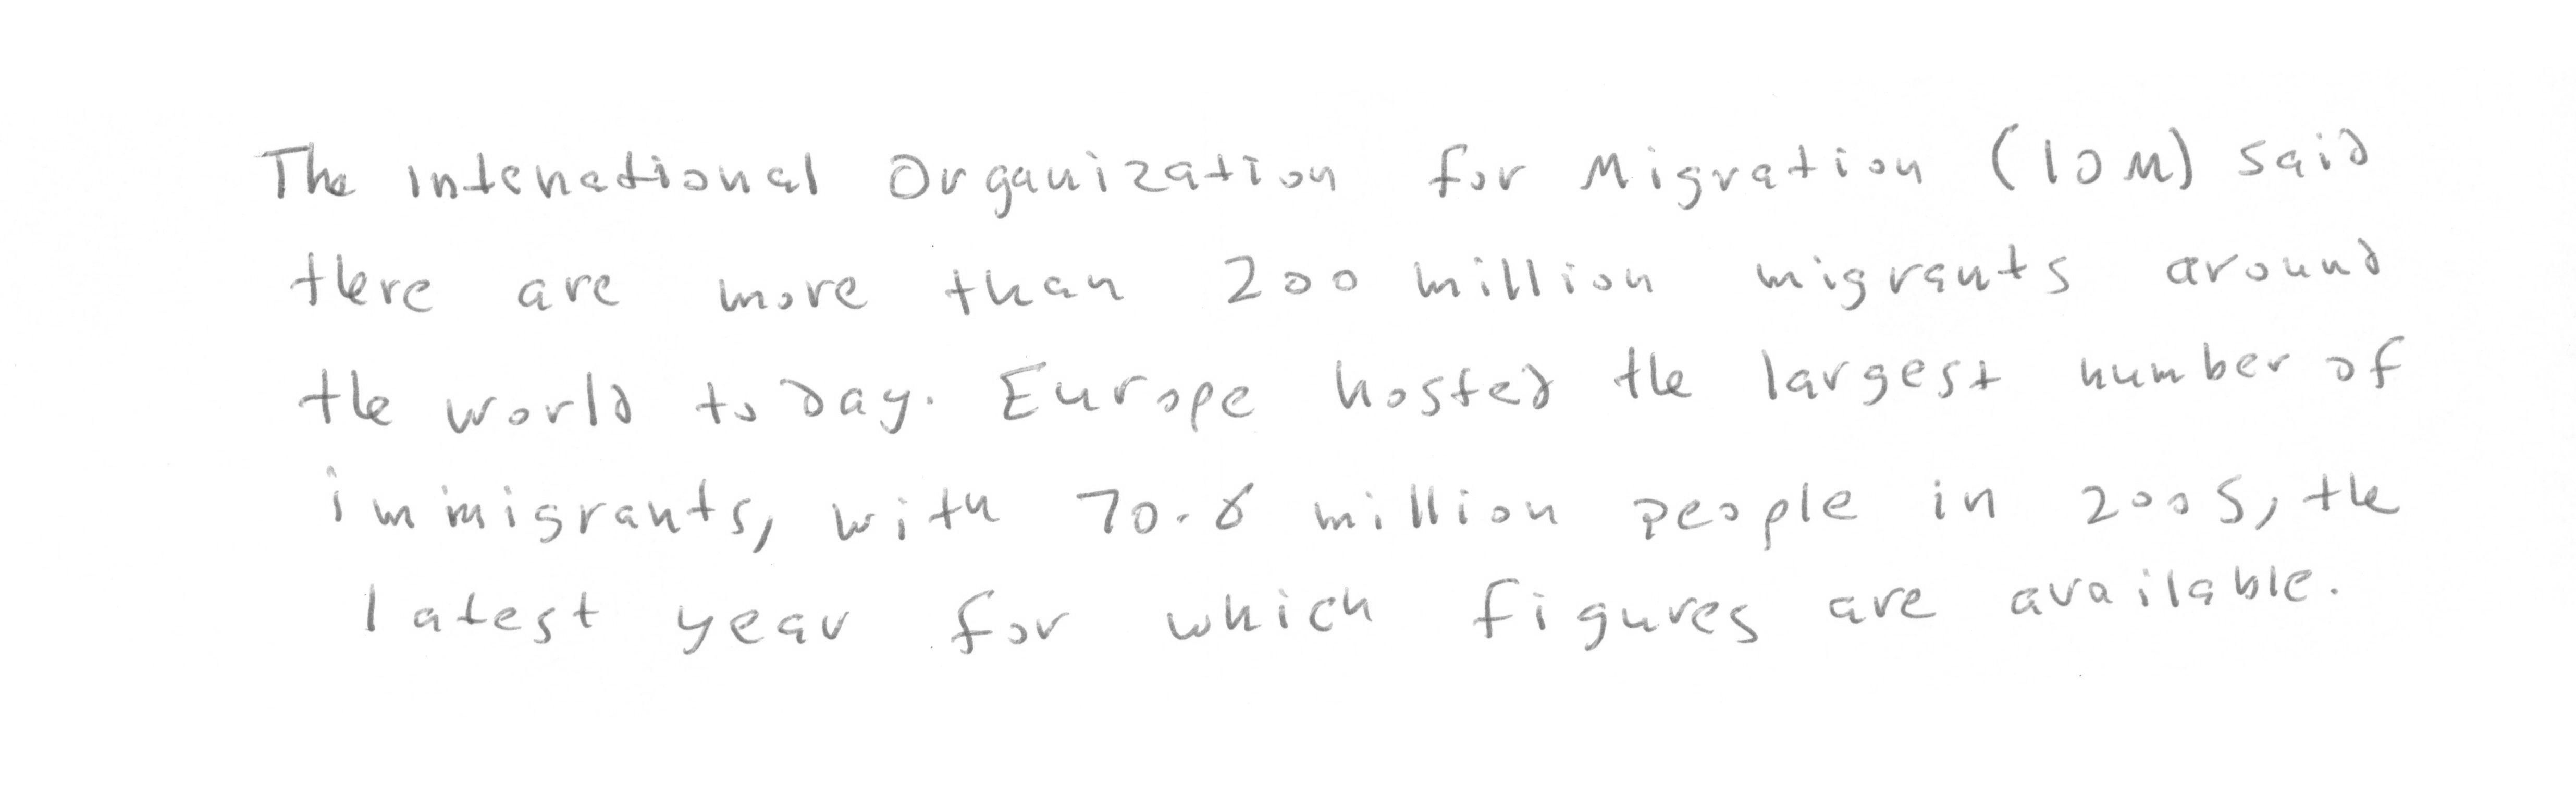 The intenational Organization for Migration (IOM) said
there are more than 200 million migrants around
the world today. Europe hosted the largest number of
immigrants, with 70.6 million people in 2005, the
latest year for which figures are available.